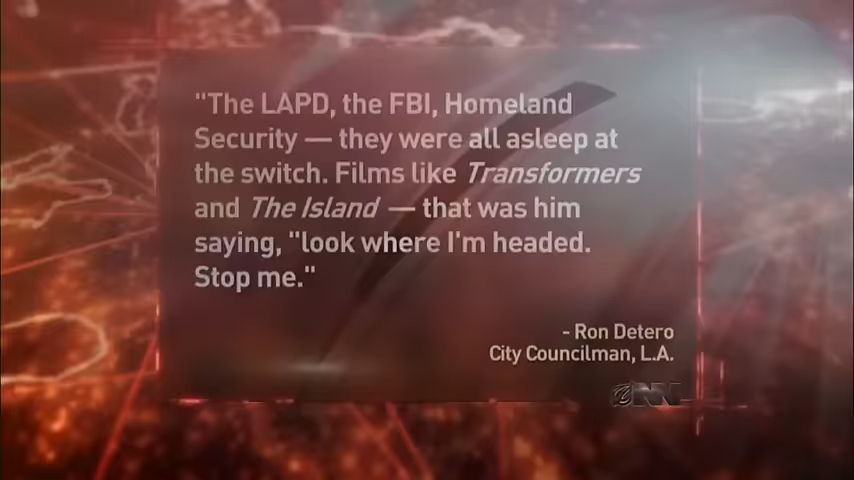 "The LAPD, the FBI, Homeland
Security — they were all asleep at
the switch. Films like Transformers
and The Island — that was him
saying, "look where I'm headed.
Stop me."
- Ron Detero
City Councilman, L.A.
ONN